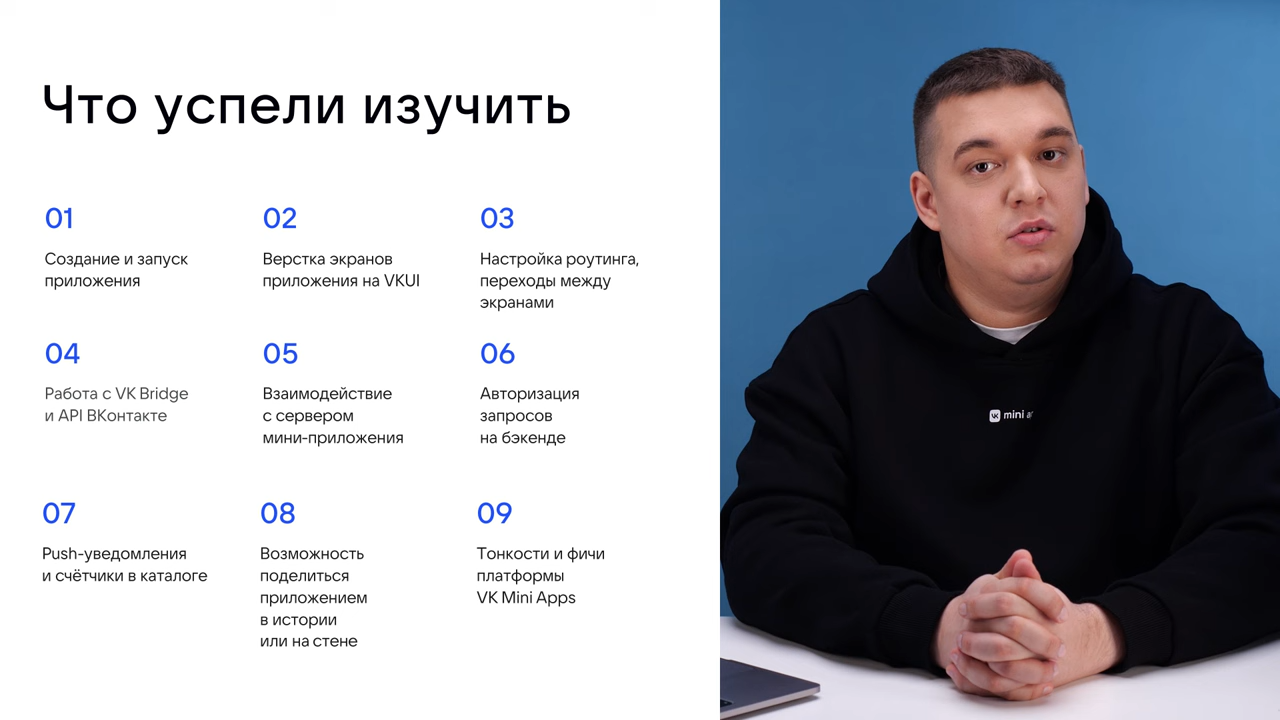 Что успели изучить
01
Создание и запуск
приложения
02
Верстка экранов
приложения на VKUI
03
Настройка роутинга,
переходы между
экранами
04
Работа с VK Bridge
и API ВКонтакте
05
Взаимодействие
с сервером
мини-приложения
06
Авторизация
запросов
на бэкенде
07
Push-уведомления
и счётчики в каталоге
08
Возможность
поделиться
приложением
в истории
или на стене
09
Тонкости и фичи
платформы
VK Mini Apps
mini